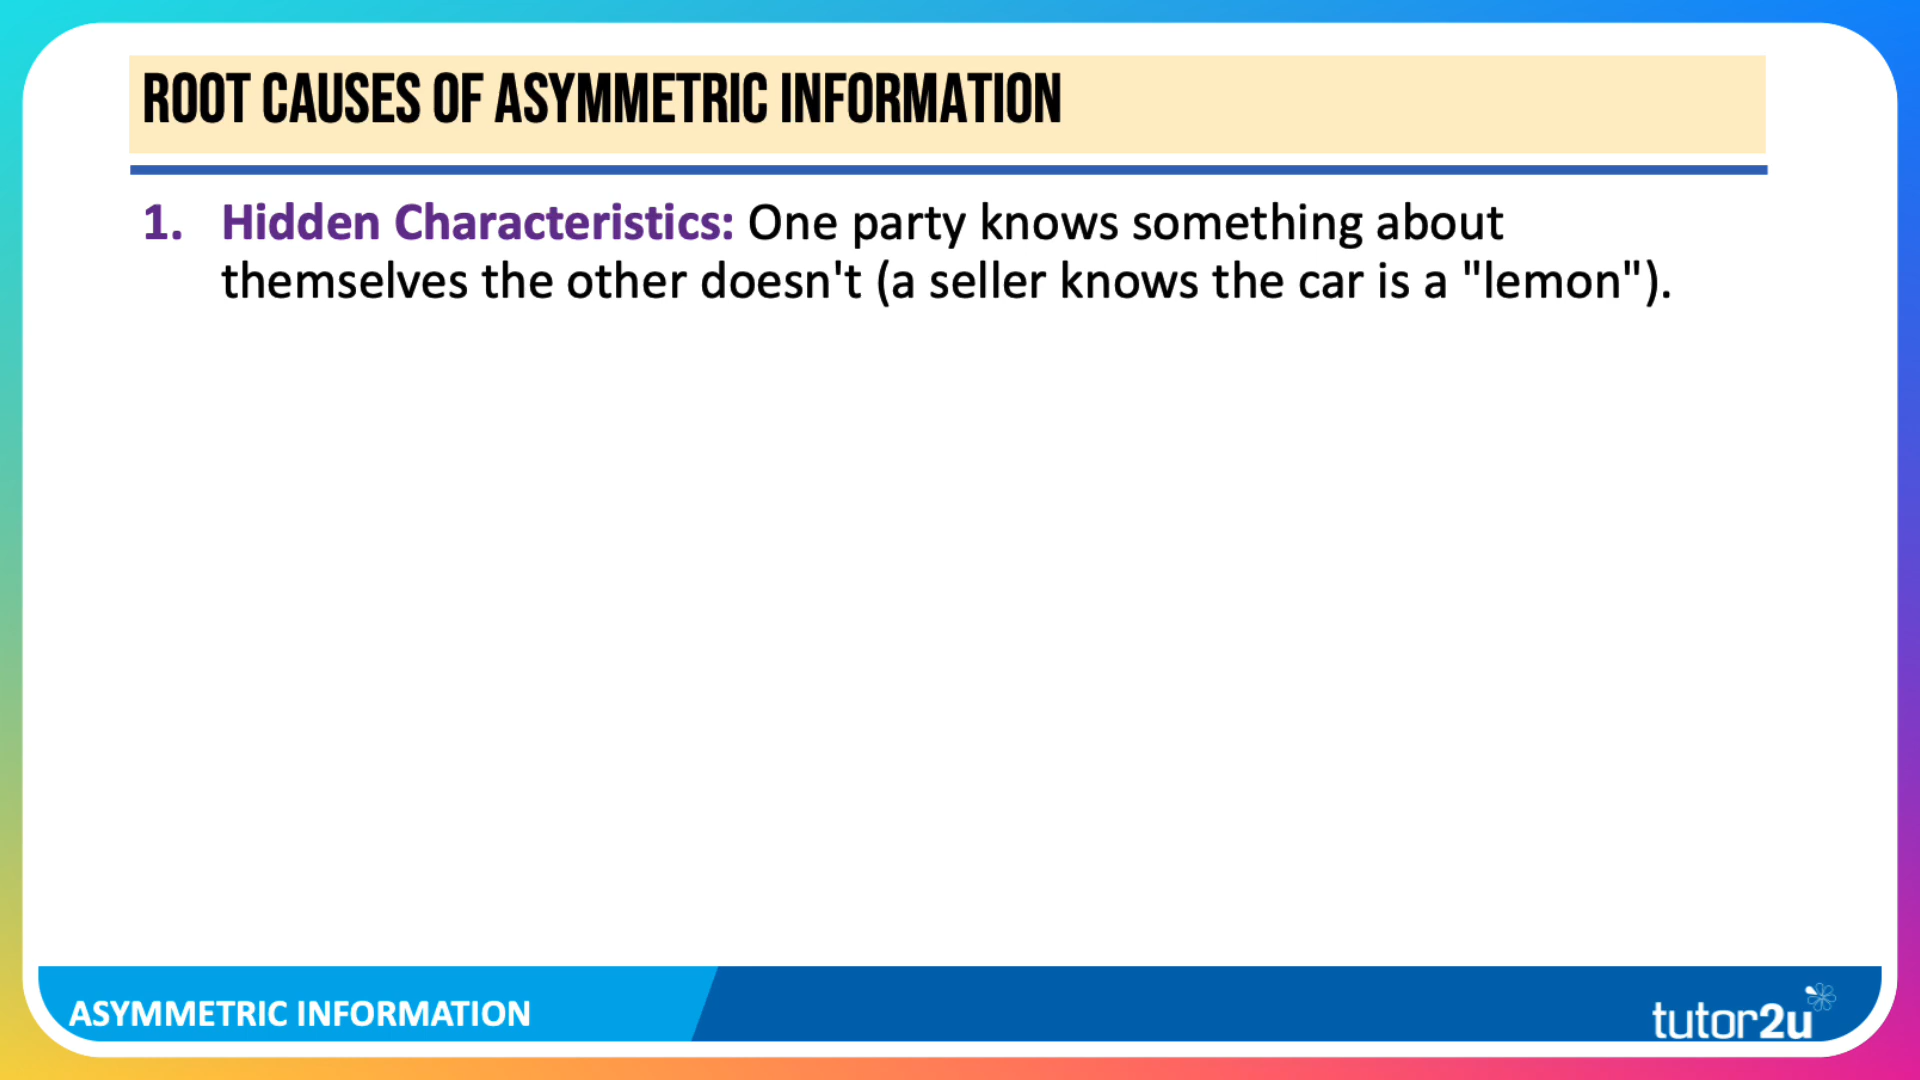 ROOT CAUSES OF ASYMMETRIC INFORMATION
1. Hidden Characteristics: One party knows something about
themselves the other doesn't (a seller knows the car is a "lemon").
ASYMMETRIC INFORMATION
tutor2u